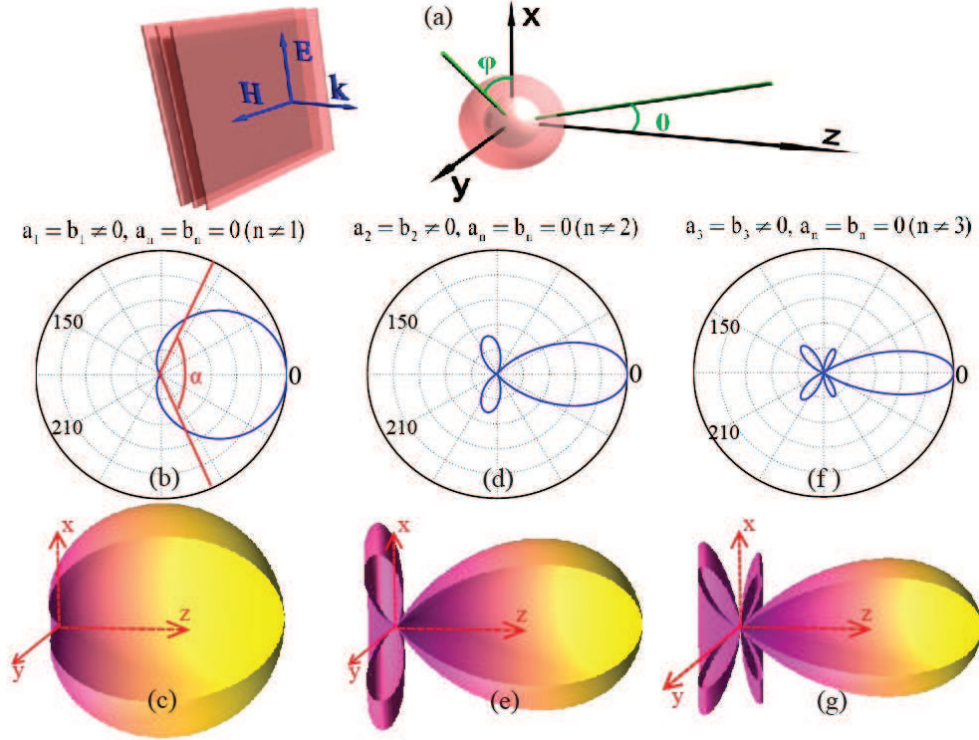 (a)
E
H
k
x
φ
θ
z
y
a₁ = b₁ ≠ 0, aₙ = bₙ = 0 (n ≠ 1)
a₂ = b₂ ≠ 0, aₙ = bₙ = 0 (n ≠ 2)
a₃ = b₃ ≠ 0, aₙ = bₙ = 0 (n ≠ 3)
150
α
0
210
(b)
150
0
210
(d)
150
0
210
(f)
x
z
y
(c)
x
z
y
(e)
x
z
y
(g)